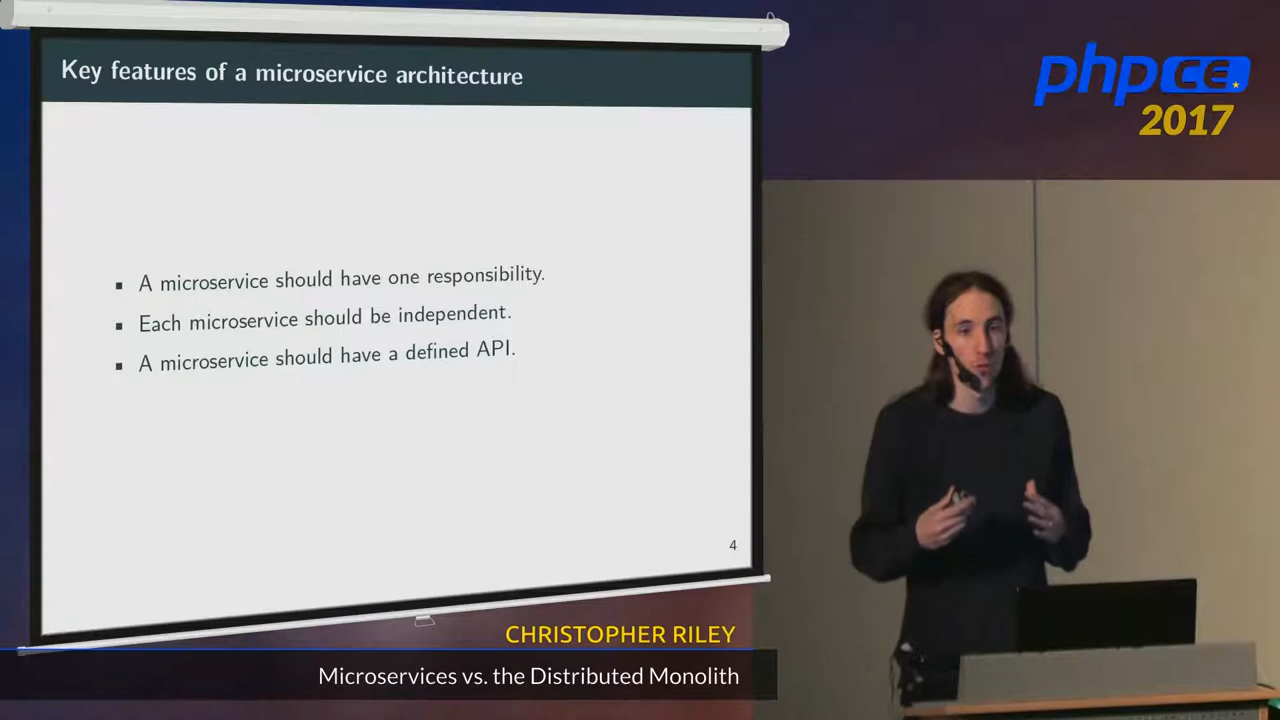 Key features of a microservice architecture
phpCE
2017
▪ A microservice should have one responsibility.
▪ Each microservice should be independent.
▪ A microservice should have a defined API.
4
CHRISTOPHER RILEY
Microservices vs. the Distributed Monolith